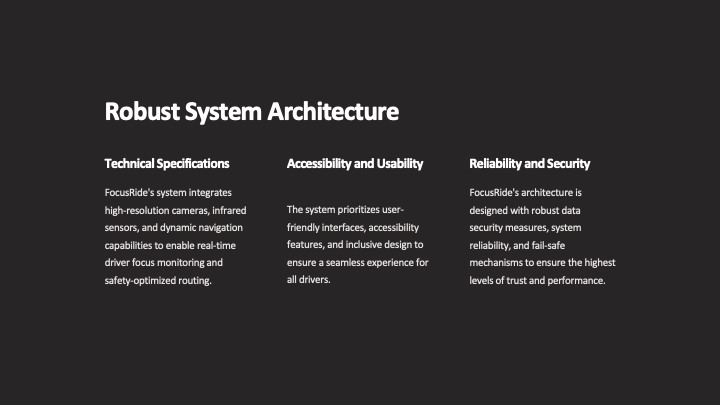 Robust System Architecture
Technical Specifications
FocusRide's system integrates
high-resolution cameras, infrared
sensors, and dynamic navigation
capabilities to enable real-time
driver focus monitoring and
safety-optimized routing.
Accessibility and Usability
The system prioritizes user-
friendly interfaces, accessibility
features, and inclusive design to
ensure a seamless experience for
all drivers.
Reliability and Security
FocusRide's architecture is
designed with robust data
security measures, system
reliability, and fail-safe
mechanisms to ensure the highest
levels of trust and performance.